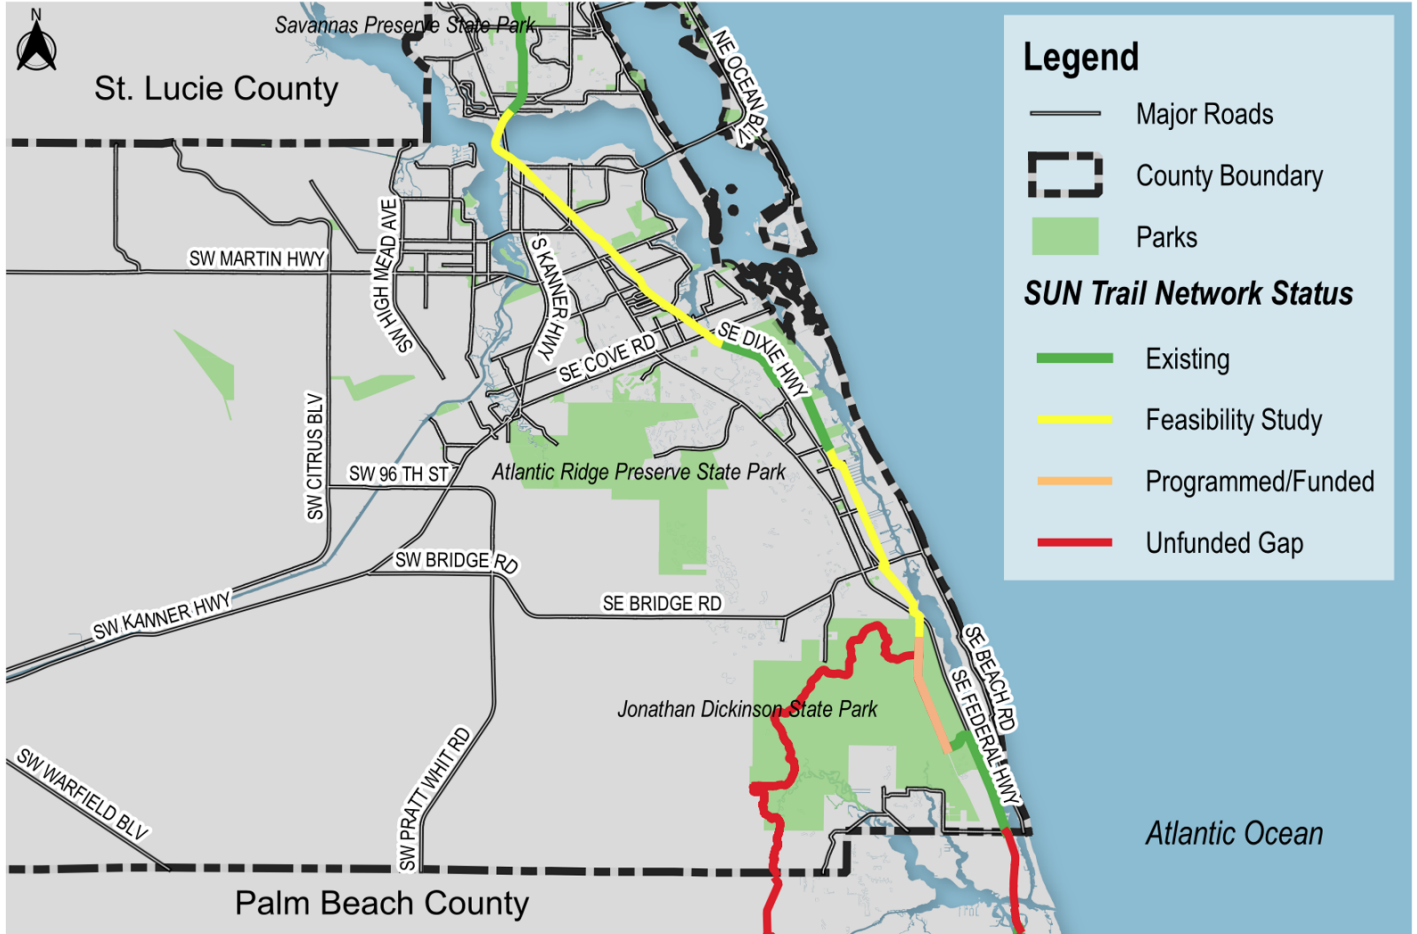 N
Savannas Preserve State Park
St. Lucie County
NE OCEAN BLV
Legend
Major Roads
County Boundary
Parks
SUN Trail Network Status
Existing
Feasibility Study
Programmed/Funded
Unfunded Gap
SW MARTIN HWY
SW HIGH MEAD AVE
S KANNER HWY
SE DIXIE HWY
SE COVE RD
SW CITRUS BLV
SW 96 TH ST
Atlantic Ridge Preserve State Park
SW BRIDGE RD
SW KANNER HWY
SE BRIDGE RD
SE BEACH RD
SE FEDERAL HWY
Jonathan Dickinson State Park
SW PRATT WHIT RD
SW WARFIELD BLV
Atlantic Ocean
Palm Beach County